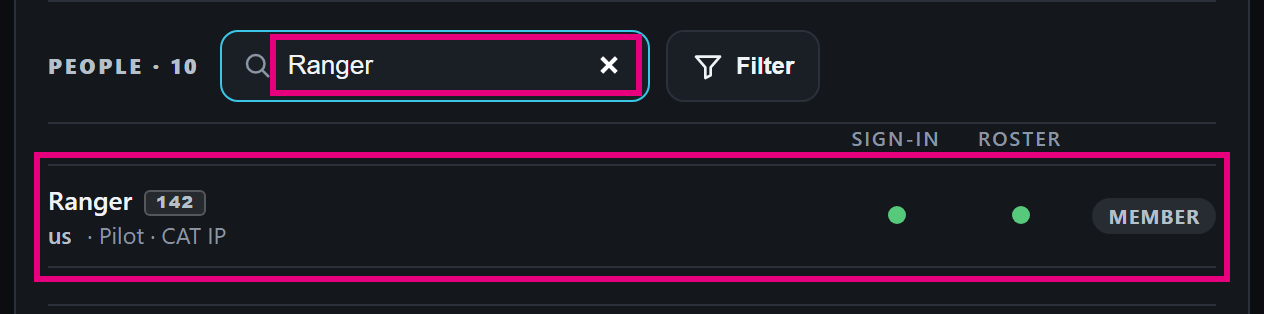 PEOPLE · 10 Ranger × Filter
SIGN-IN ROSTER
Ranger 142 MEMBER
us · Pilot · CAT IP